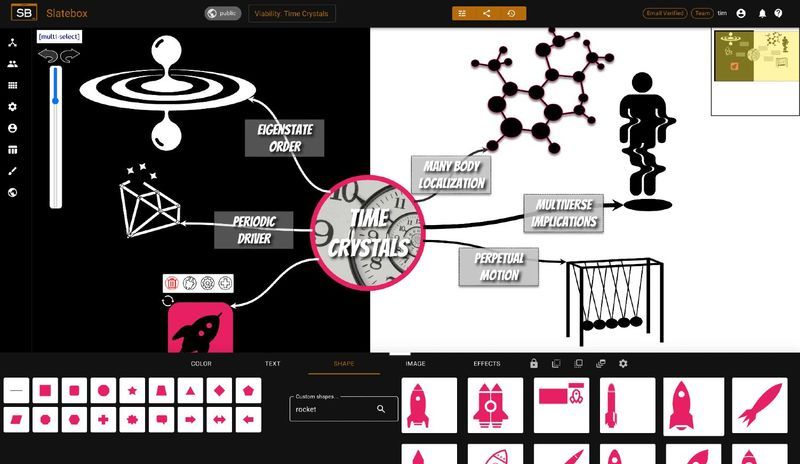 SB
Slatebox
public
Viability: Time Crystals
Email Verified
Team
tim
[multi-select]
EIGENSTATE
ORDER
MANY BODY
LOCALIZATION
PERIODIC
DRIVER
TIME
CRYSTALS
MULTIVERSE
IMPLICATIONS
PERPETUAL
MOTION
COLOR
TEXT
SHAPE
IMAGE
EFFECTS
Custom shapes...
rocket